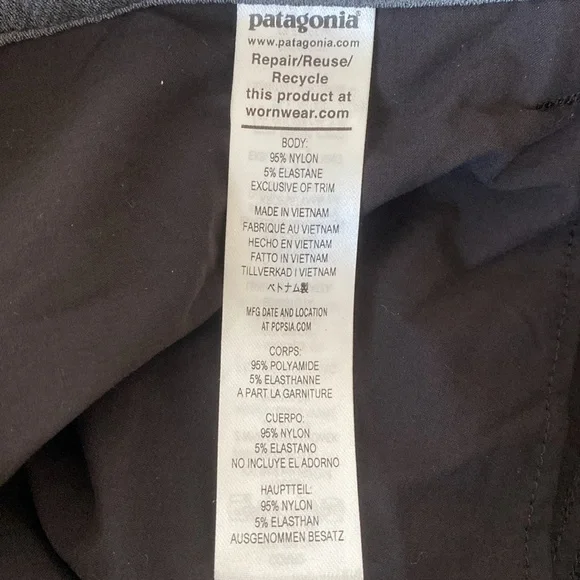 patagonia®
www.patagonia.com
Repair/Reuse/
Recycle
this product at
wornwear.com
BODY:
95% NYLON
5% ELASTANE
EXCLUSIVE OF TRIM
MADE IN VIETNAM
FABRIQUÉ AU VIETNAM
HECHO EN VIETNAM
FATTO IN VIETNAM
TILLVERKAD I VIETNAM
ベトナム製
MFG DATE AND LOCATION
AT PCPSIA.COM
CORPS:
95% POLYAMIDE
5% ELASTHANNE
A PART LA GARNITURE
CUERPO:
95% NYLON
5% ELASTANO
NO INCLUYE EL ADORNO
HAUPTTEIL:
95% NYLON
5% ELASTHAN
AUSGENOMMEN BESATZ